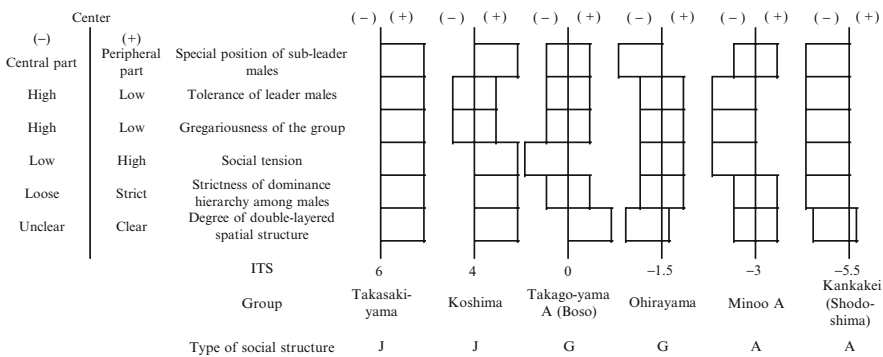 Center
(–) (+)
(–) (+) (–) (+) (–) (+) (–) (+) (–) (+) (–) (+)
Central part Peripheral part Special position of sub-leader males
High Low Tolerance of leader males
High Low Gregariousness of the group
Low High Social tension
Loose Strict Strictness of dominance hierarchy among males
Unclear Clear Degree of double-layered spatial structure
ITS 6 4 0 –1.5 –3 –5.5
Group Takasaki-yama Koshima Takago-yama A (Boso) Ohirayama Minoo A Kankakei (Shodo-shima)
Type of social structure J J G G A A